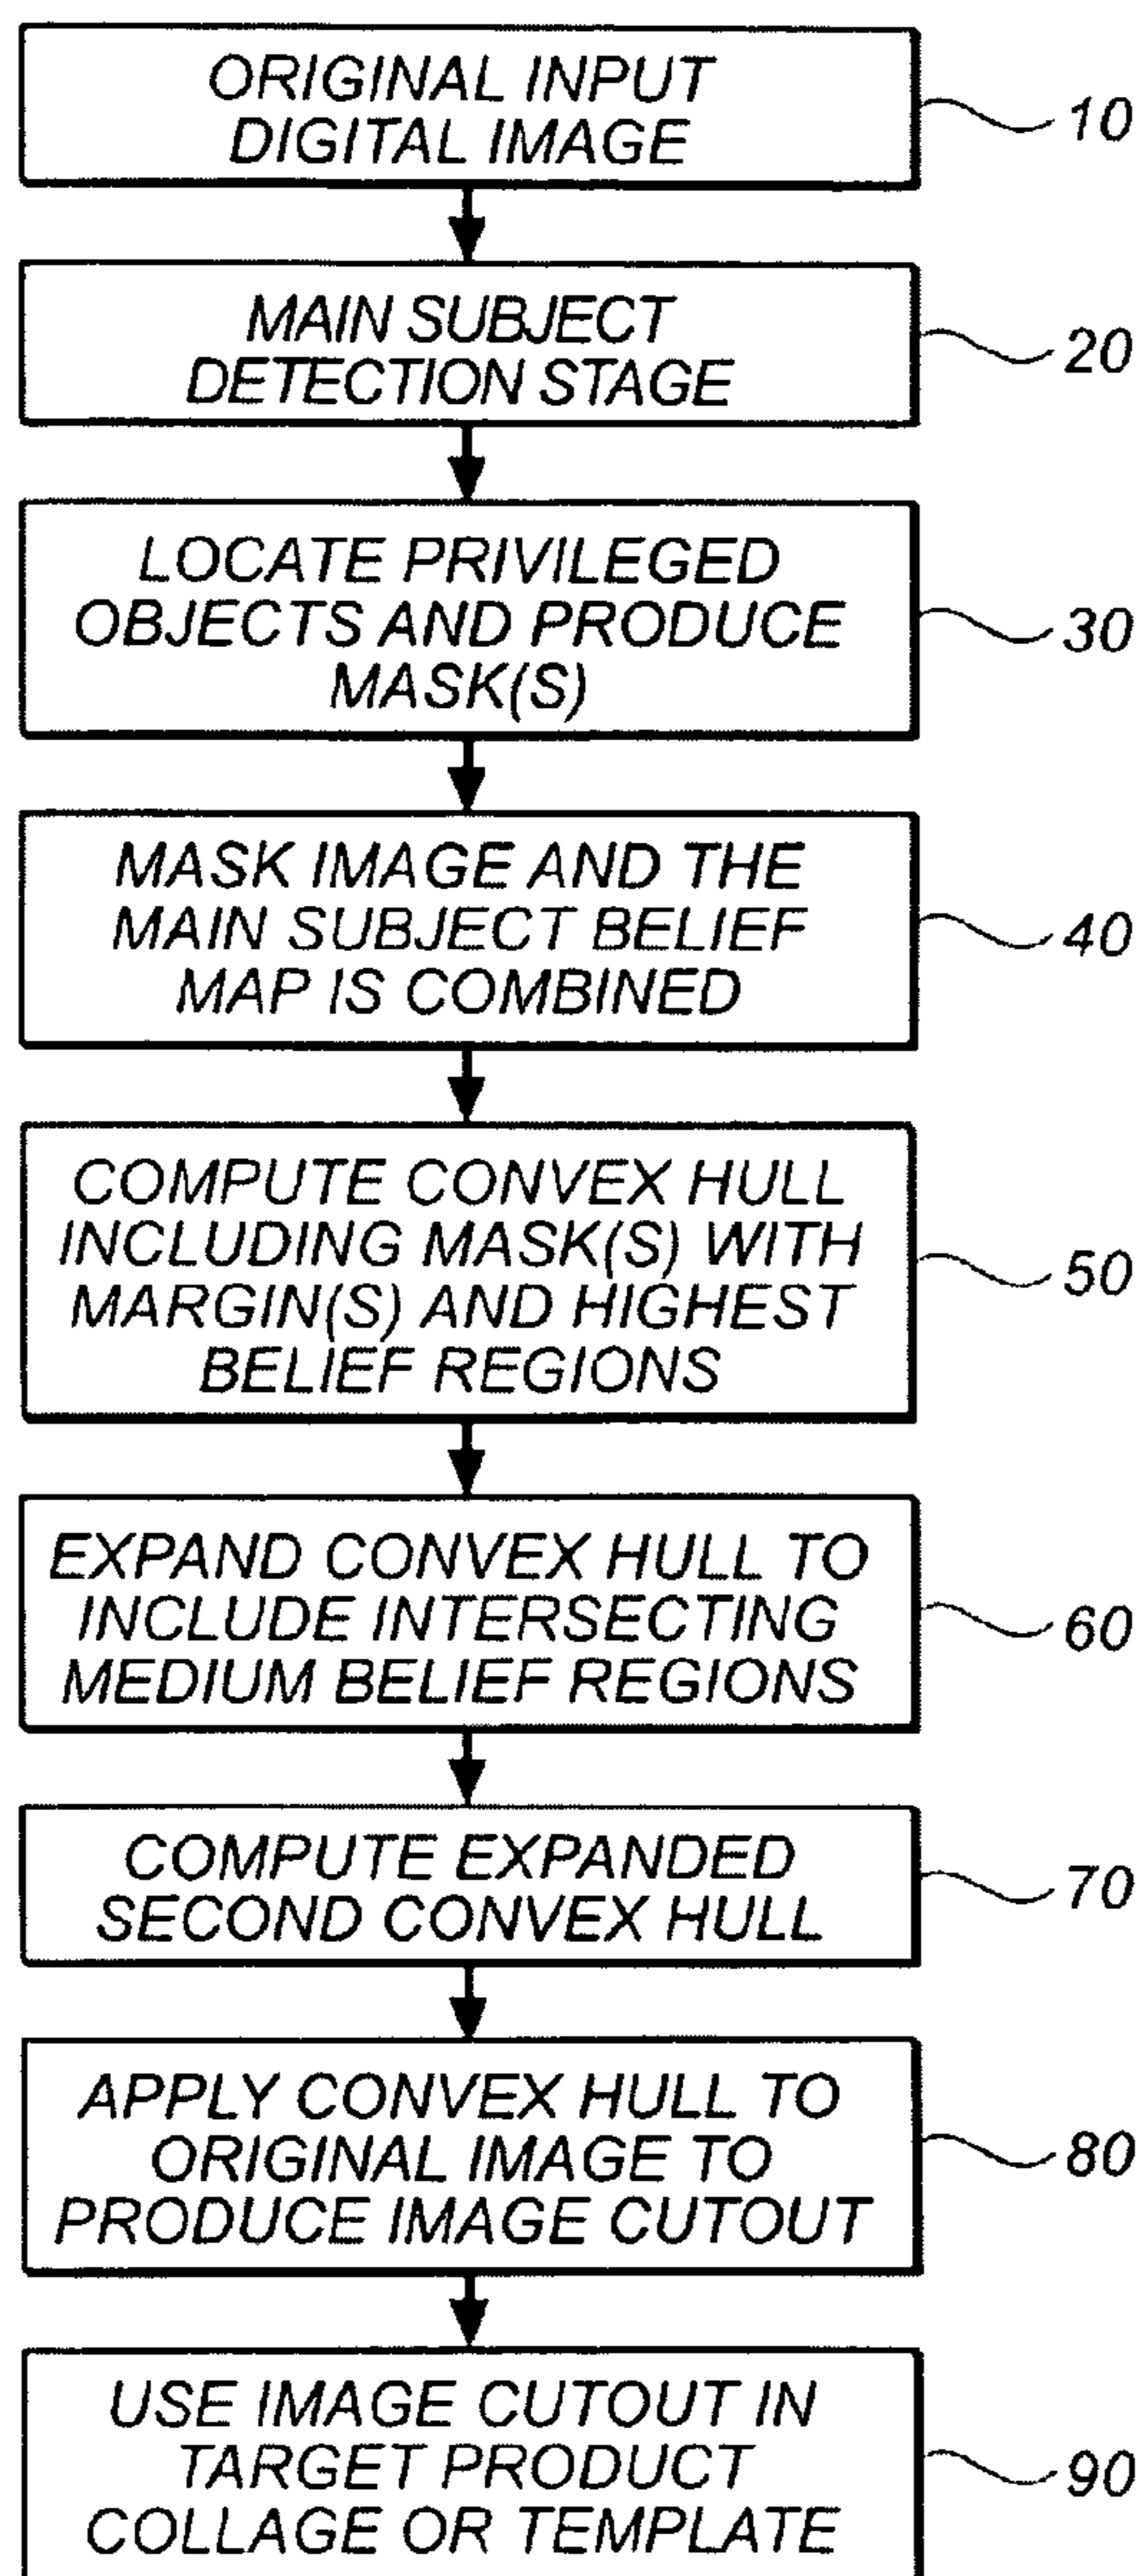 ORIGINAL INPUT
DIGITAL IMAGE
10
MAIN SUBJECT
DETECTION STAGE
20
LOCATE PRIVILEGED
OBJECTS AND PRODUCE
MASK(S)
30
MASK IMAGE AND THE
MAIN SUBJECT BELIEF
MAP IS COMBINED
40
COMPUTE CONVEX HULL
INCLUDING MASK(S) WITH
MARGIN(S) AND HIGHEST
BELIEF REGIONS
50
EXPAND CONVEX HULL TO
INCLUDE INTERSECTING
MEDIUM BELIEF REGIONS
60
COMPUTE EXPANDED
SECOND CONVEX HULL
70
APPLY CONVEX HULL TO
ORIGINAL IMAGE TO
PRODUCE IMAGE CUTOUT
80
USE IMAGE CUTOUT IN
TARGET PRODUCT
COLLAGE OR TEMPLATE
90